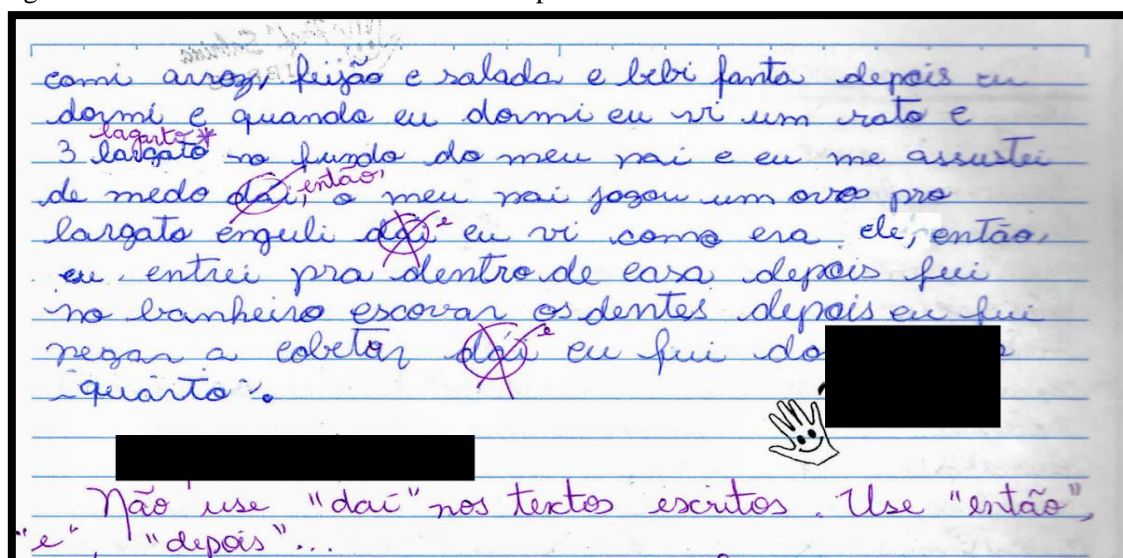 comi arroz, feijão e salada e bebi fanta depois eu
dormi e quando eu dormi eu vi um rato e
lagarto*
3 largato no fundo do meu pai e eu me assustei
de medo daí, então, o meu pai jogou um ovo pro
largato enguli daí e eu vi como era ele, então,
eu entrei pra dentro de casa depois fui
no banheiro escovar os dentes depois eu fui
pegar a cobetar daí e eu fui do
quarto.
Não use "daí" nos textos escritos. Use "então",
"e", "depois"...